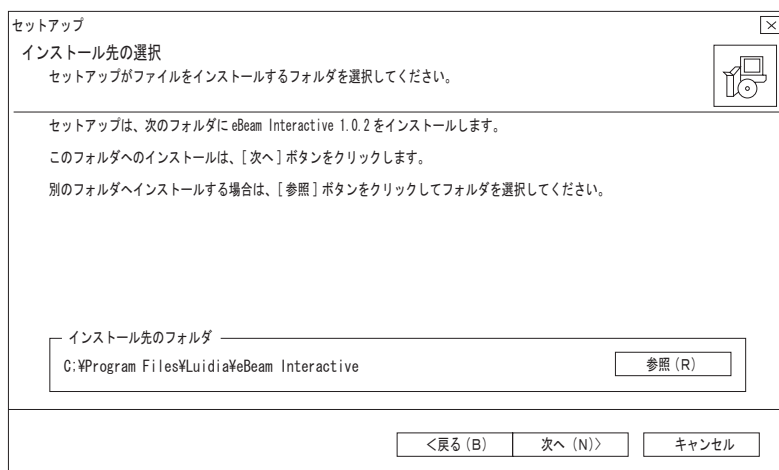 セットアップ
インストール先の選択
セットアップがファイルをインストールするフォルダを選択してください。
セットアップは、次のフォルダに eBeam Interactive 1.0.2 をインストールします。
このフォルダへのインストールは、[ 次へ ] ボタンをクリックします。
別のフォルダへインストールする場合は、[ 参照 ] ボタンをクリックしてフォルダを選択してください。
インストール先のフォルダ
C:¥Program Files¥Luidia¥eBeam Interactive
参照 (R)
<戻る (B)
次へ (N)〉
キャンセル